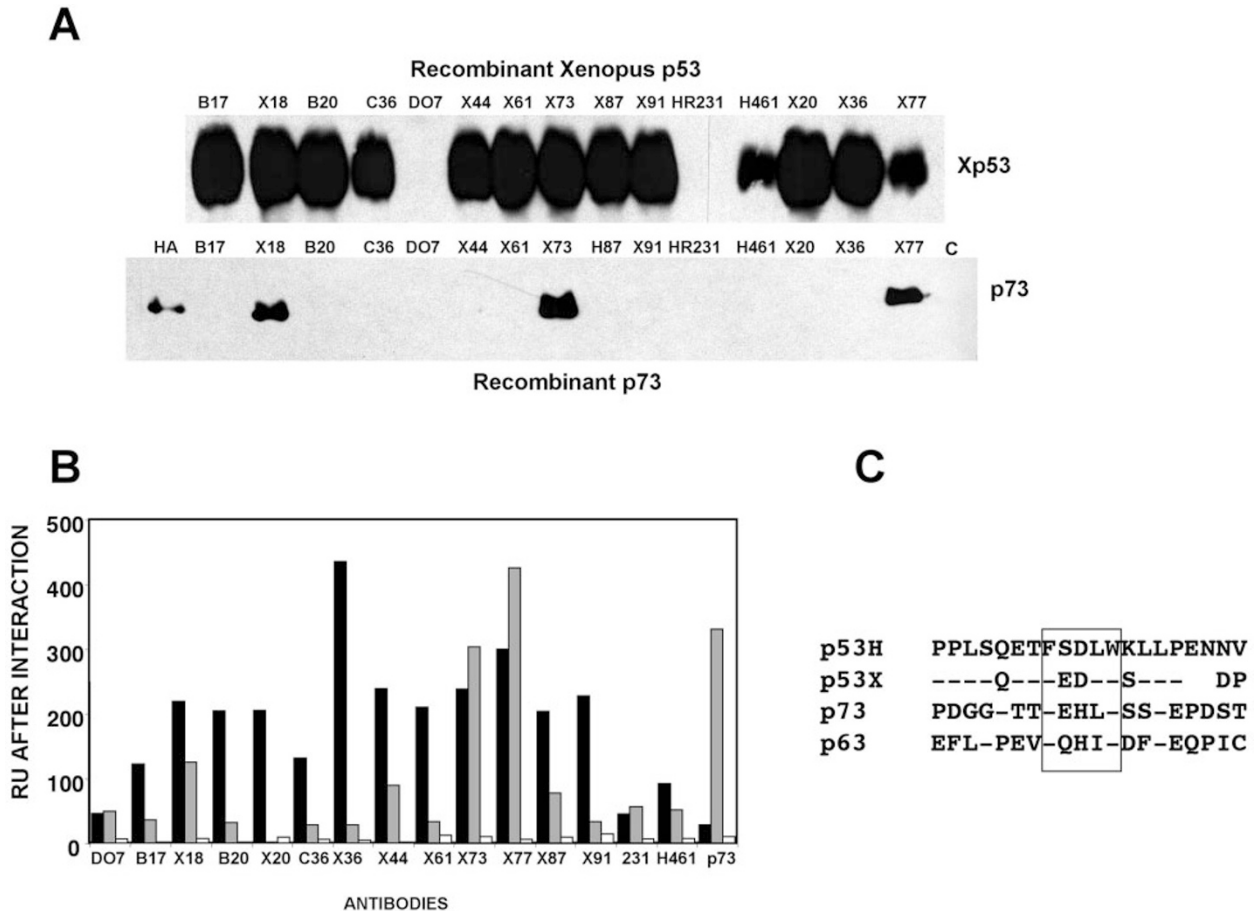 A
Recombinant Xenopus p53
B17 X18 B20 C36 DO7 X44 X61 X73 X87 X91 HR231 H461 X20 X36 X77
Xp53
HA B17 X18 B20 C36 DO7 X44 X61 X73 H87 X91 HR231 H461 X20 X36 X77 C
p73
Recombinant p73
B
RU AFTER INTERACTION
500
400
300
200
100
0
DO7 B17 X18 B20 X20 C36 X36 X44 X61 X73 X77 X87 X91 231 H461 p73
ANTIBODIES
C
p53H PPLSQETFSDLWKLLPENNV
p53X ----Q---ED--S--- DP
p73 PDGG-TT-EHL-SS-EPDST
p63 EFL-PEV-QHI-DF-EQPIC